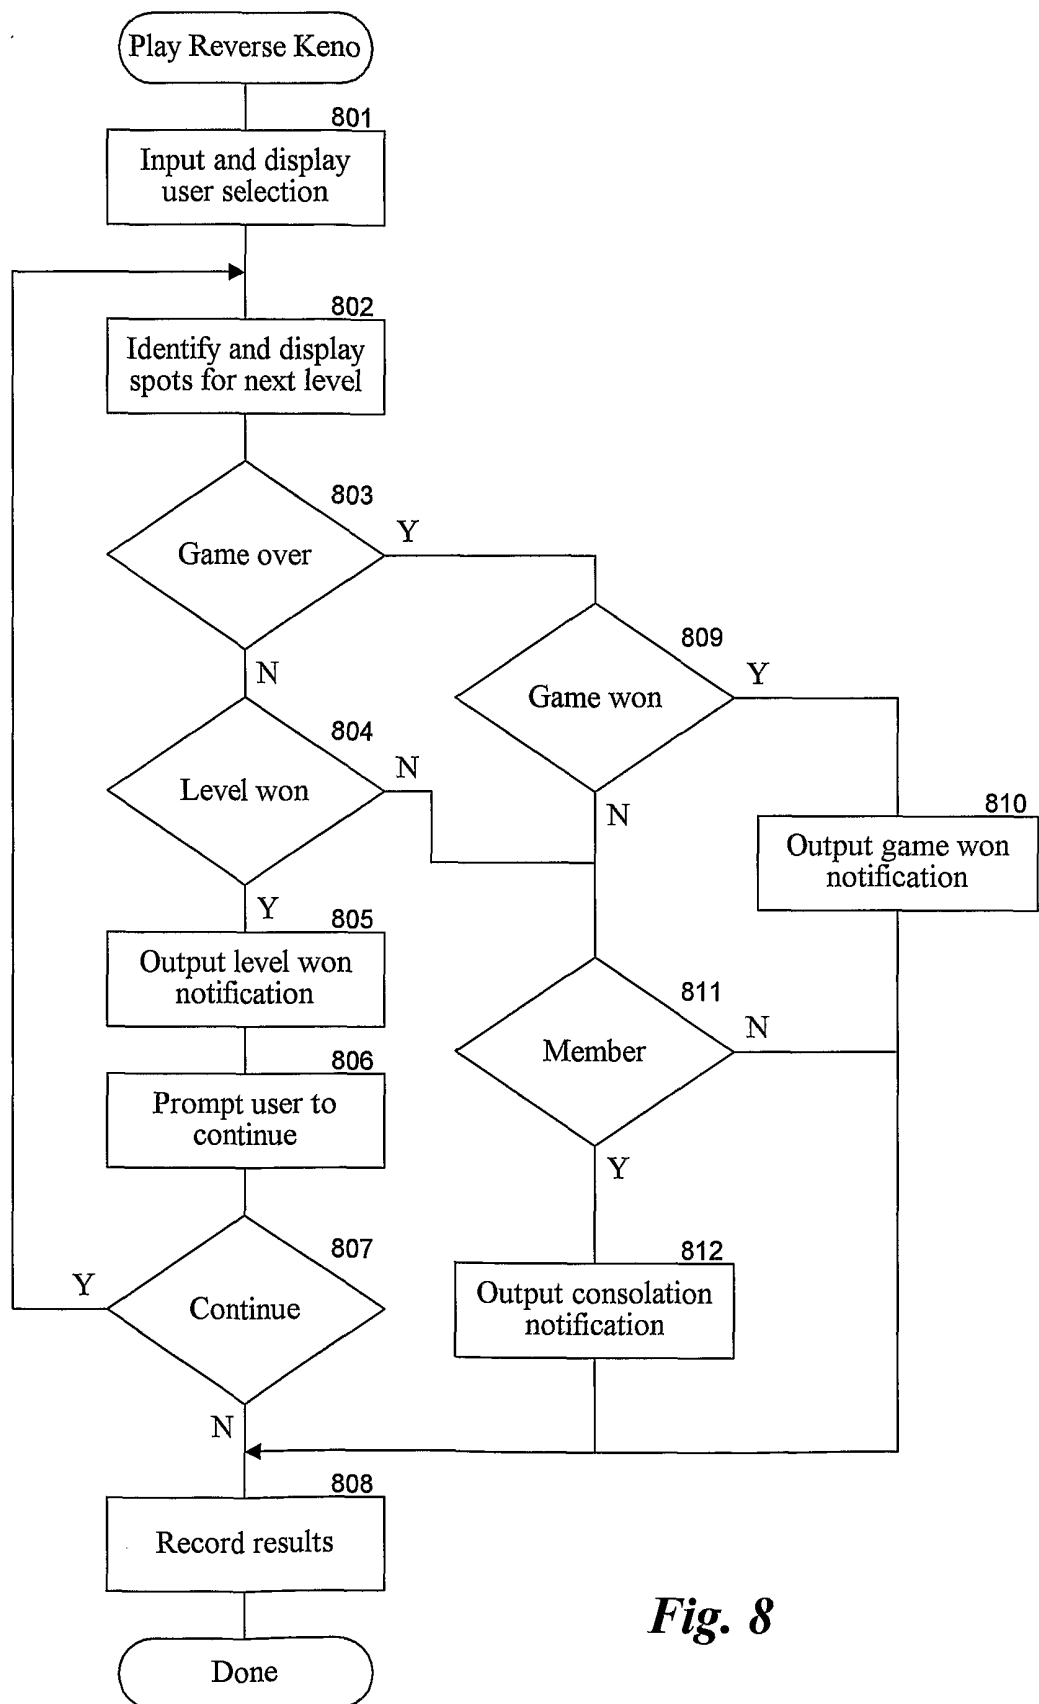 Play Reverse Keno
801
Input and display
user selection
802
Identify and display
spots for next level
803
Game over
Y
N
809
Game won
Y
N
804
Level won
N
Y
810
Output game won
notification
805
Output level won
notification
811
Member
N
Y
806
Prompt user to
continue
807
Continue
Y
N
812
Output consolation
notification
808
Record results
Done
Fig. 8